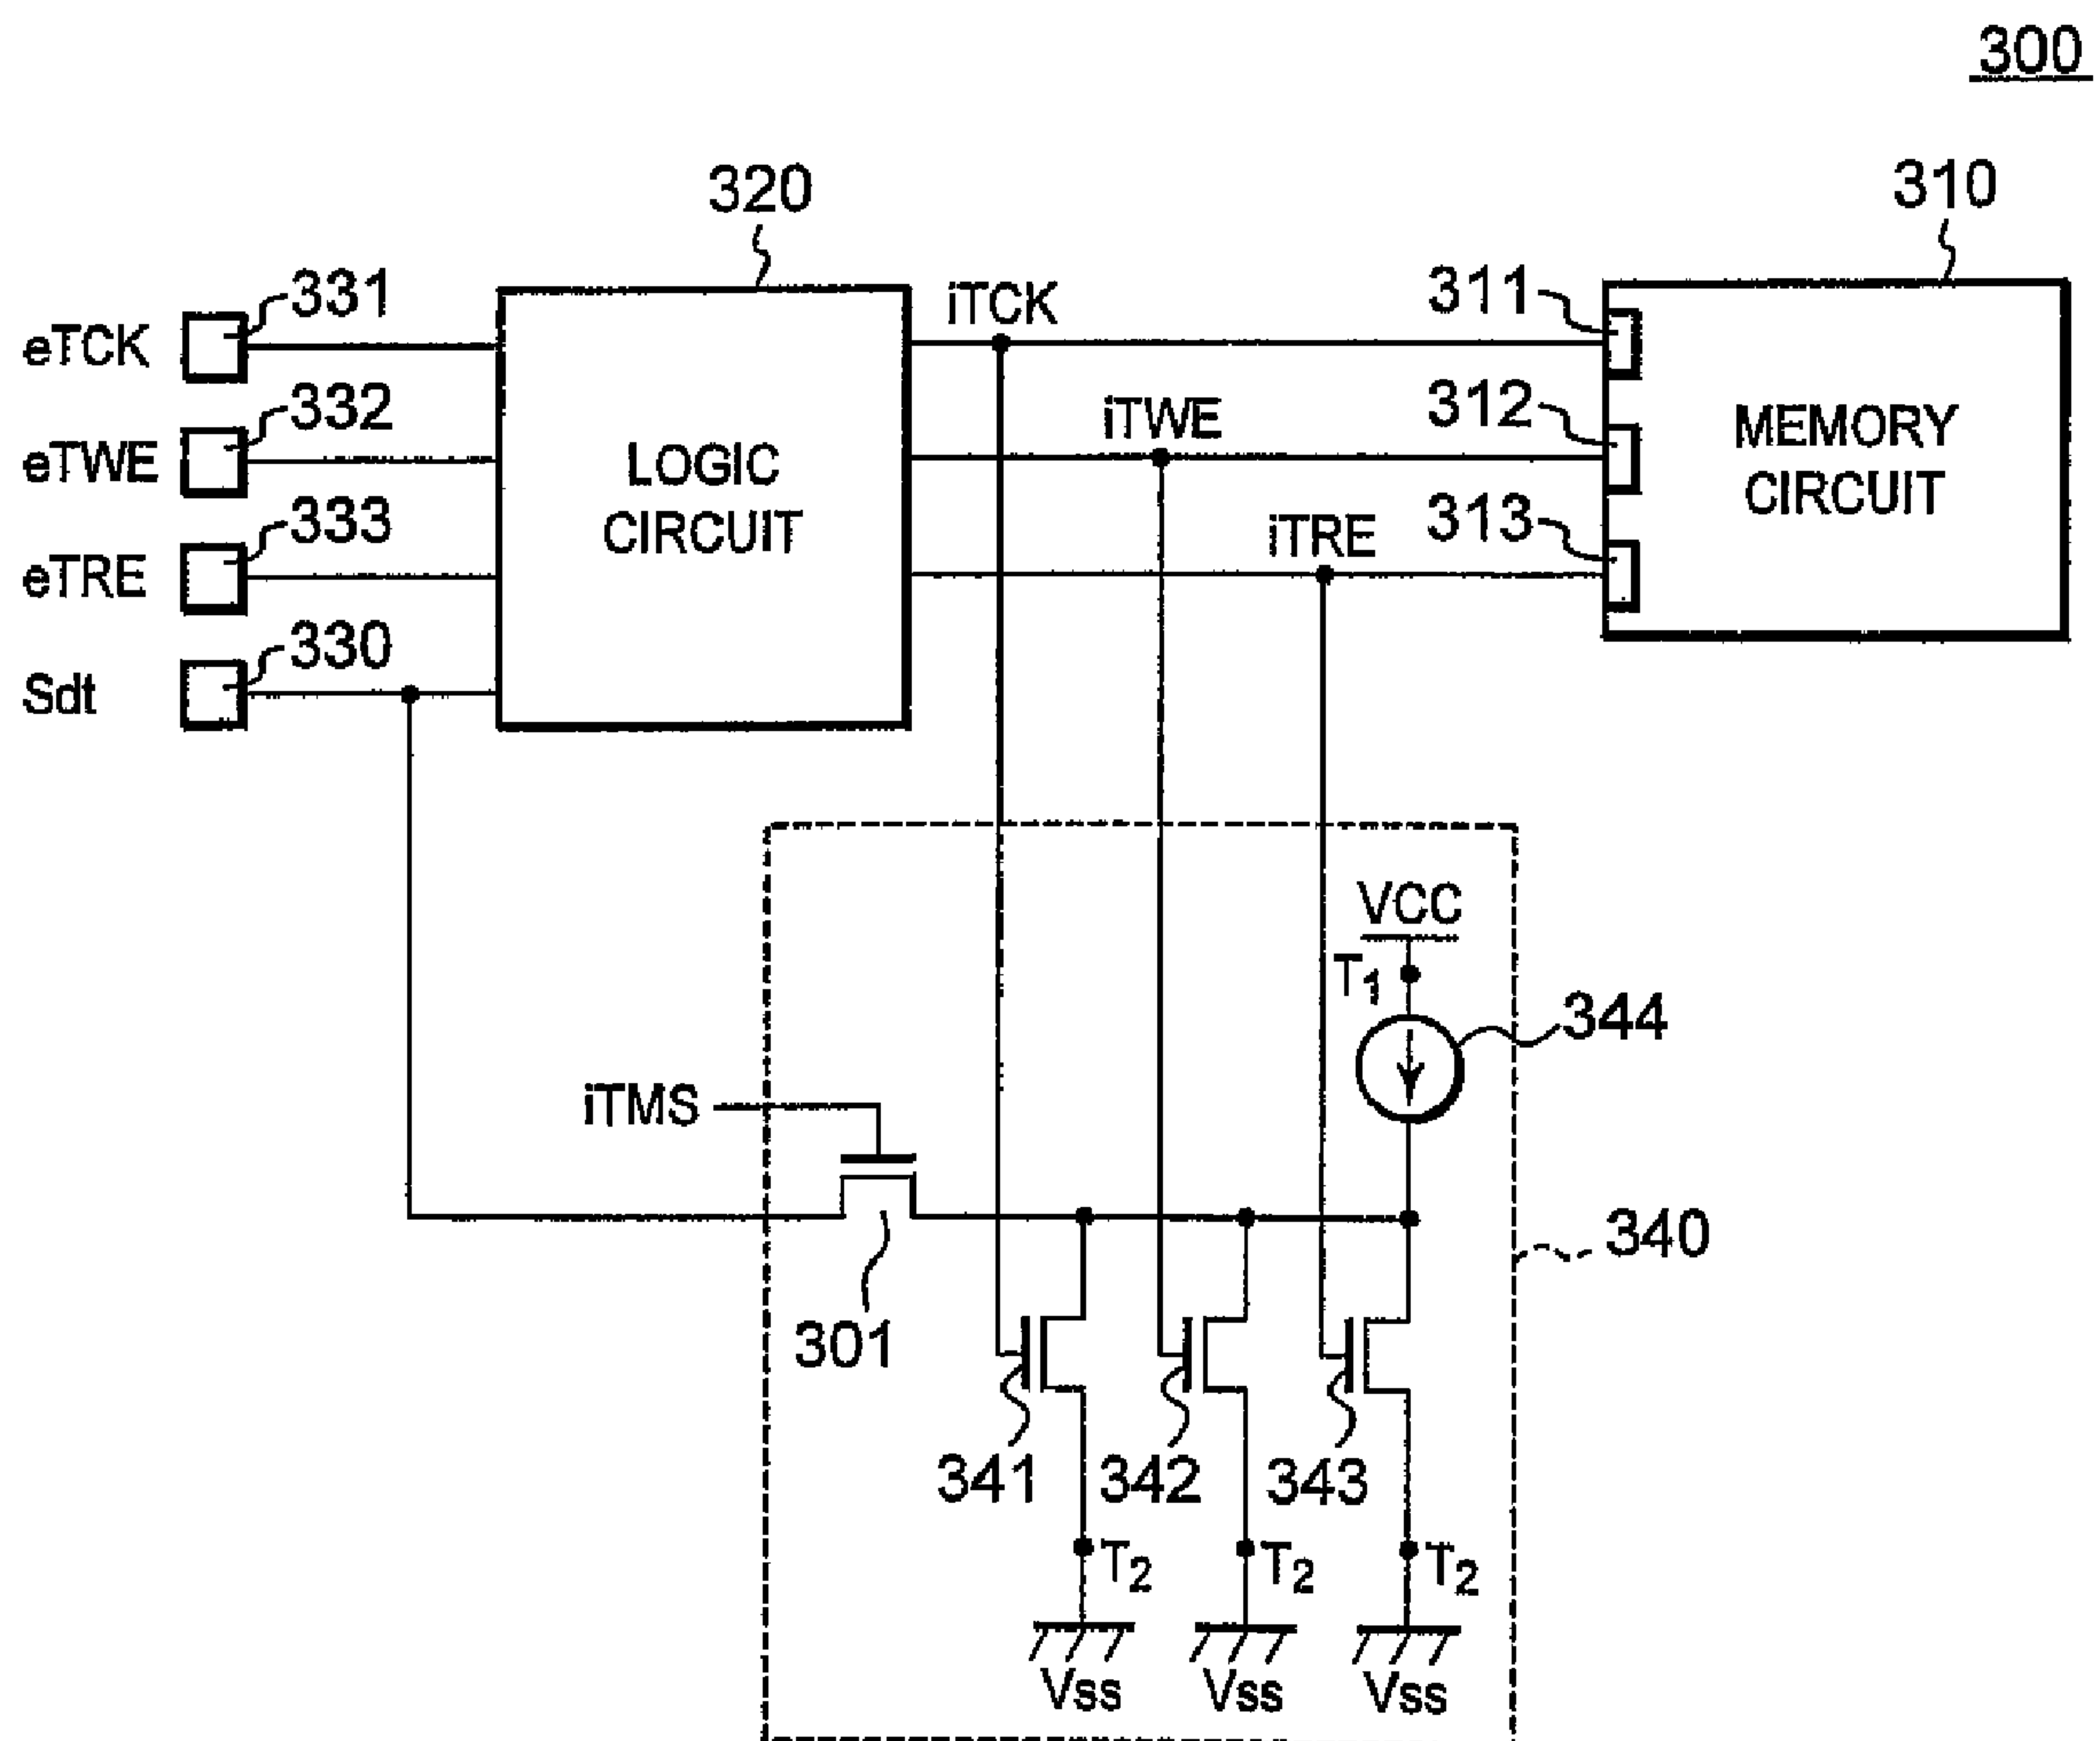 300
320
310
331
eTCK
332
eTWE
333
eTRE
330
Sdt
LOGIC
CIRCUIT
iTCK
iTWE
iTRE
311
312
313
MEMORY
CIRCUIT
VCC
T1
344
iTMS
301
340
341
342
343
T2
T2
T2
Vss
Vss
Vss